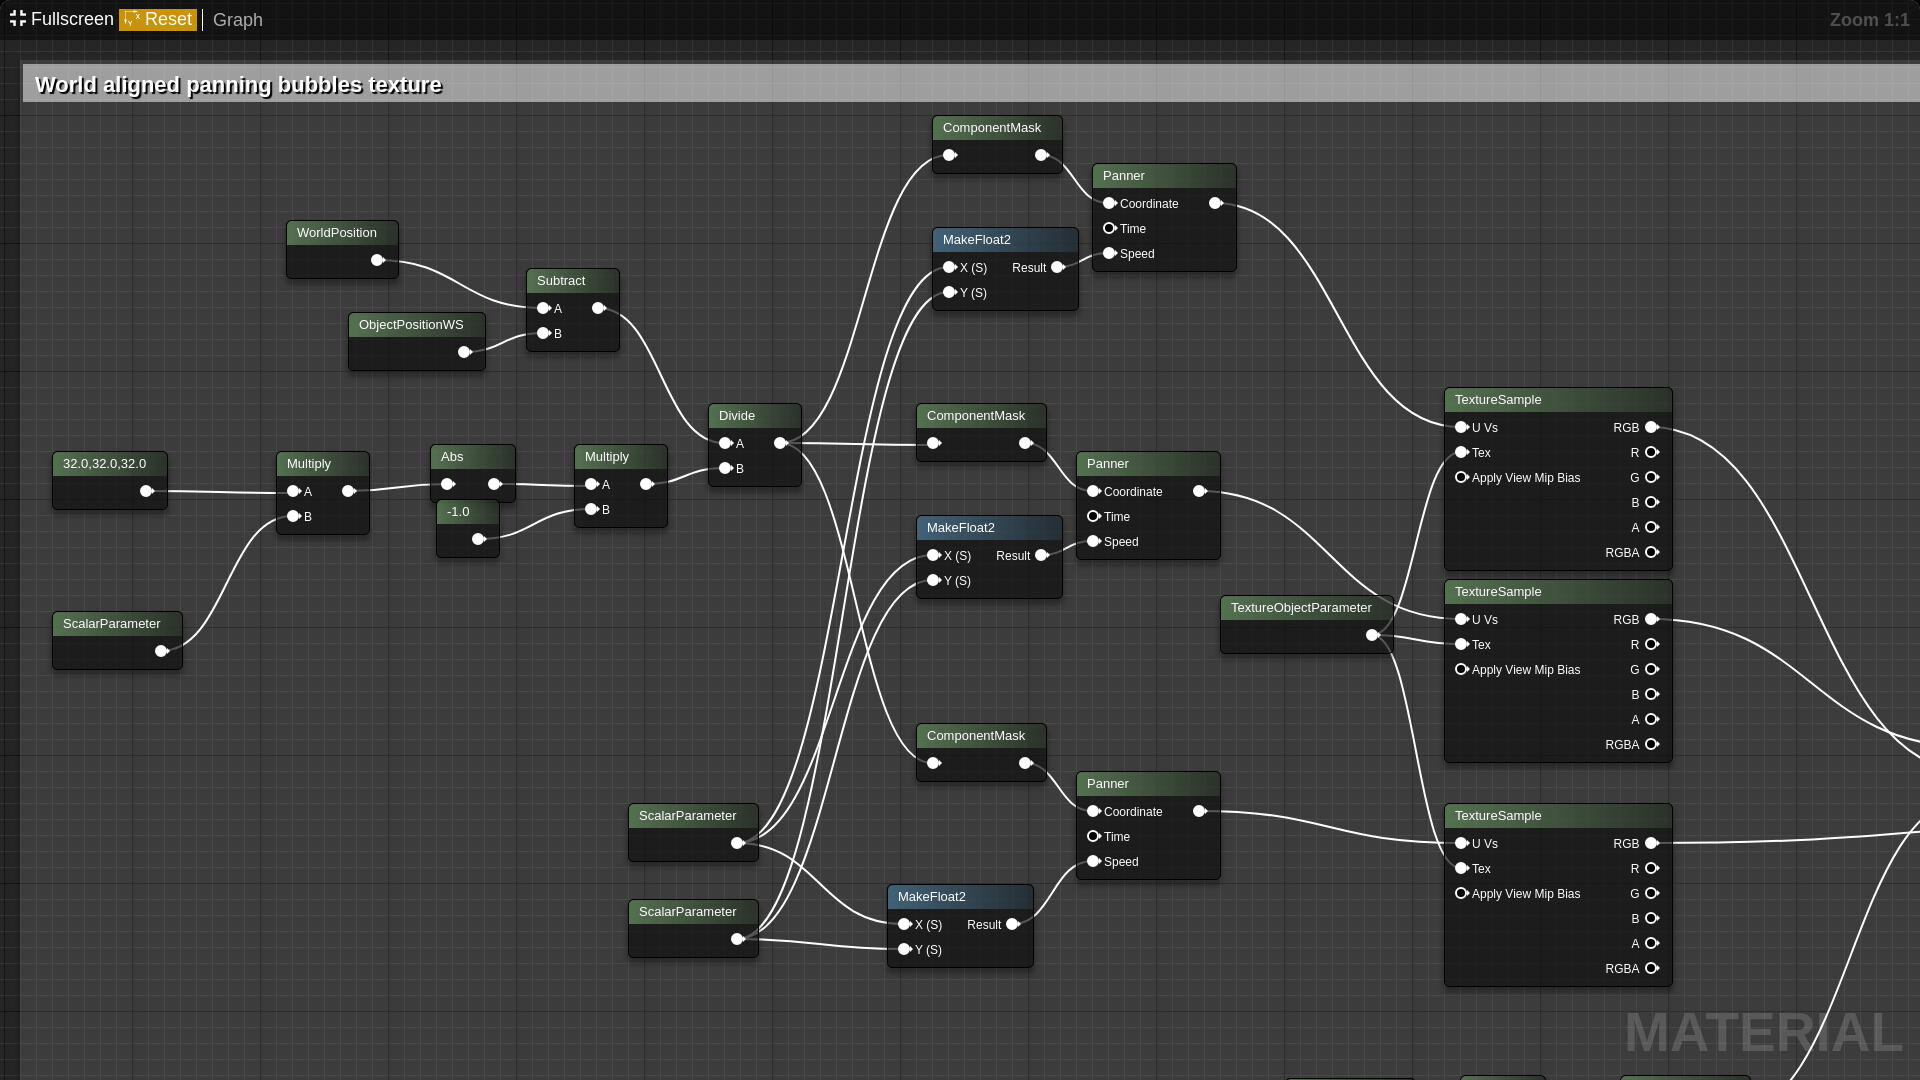 Fullscreen Reset Graph
Zoom 1:1
World aligned panning bubbles texture
ComponentMask
Panner
Coordinate
Time
Speed
WorldPosition
MakeFloat2
X (S) Result
Y (S)
Subtract
A
B
ObjectPositionWS
TextureSample
U Vs RGB
Tex R
Apply View Mip Bias G
B
A
RGBA
Divide
A
B
ComponentMask
32.0,32.0,32.0
Multiply
A
B
Abs
-1.0
Multiply
A
B
Panner
Coordinate
Time
Speed
MakeFloat2
X (S) Result
Y (S)
TextureObjectParameter
TextureSample
U Vs RGB
Tex R
Apply View Mip Bias G
B
A
RGBA
ScalarParameter
ComponentMask
Panner
Coordinate
Time
Speed
ScalarParameter
TextureSample
U Vs RGB
Tex R
Apply View Mip Bias G
B
A
RGBA
ScalarParameter
MakeFloat2
X (S) Result
Y (S)
MATERIAL